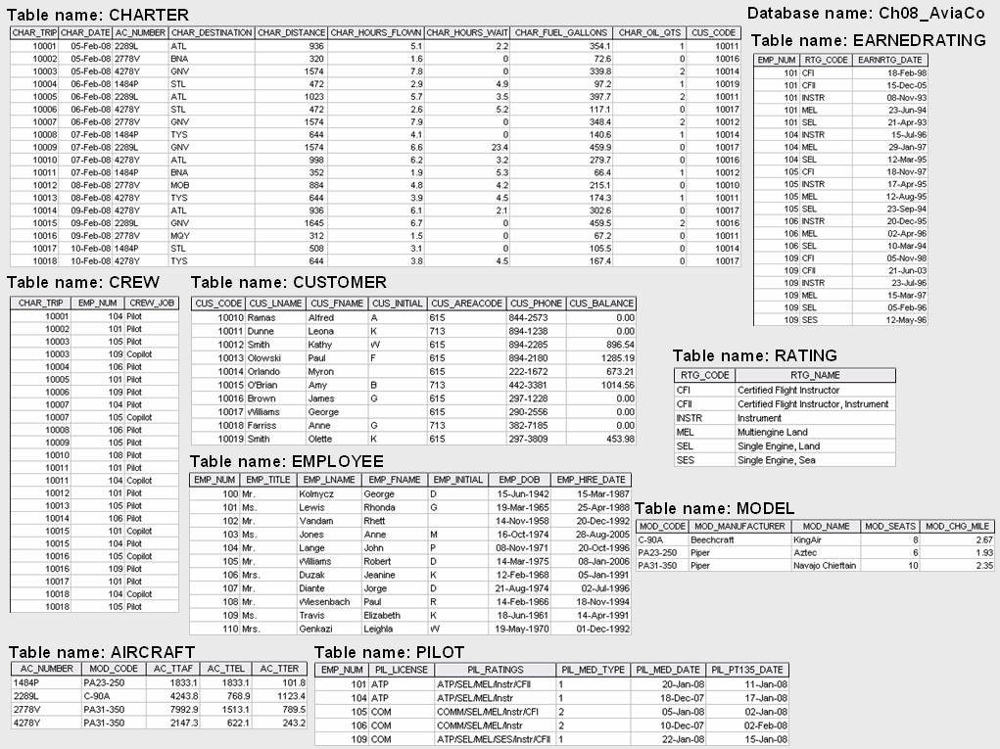 Table name: CHARTER
CHAR_TRIP CHAR_DATE AC_NUMBER CHAR_DESTINATION CHAR_DISTANCE CHAR_HOURS_FLOWN CHAR_HOURS_WAIT CHAR_FUEL_GALLONS CHAR_OIL_QTS CUS_CODE
10001 05-Feb-08 2289L ATL 936 5.1 2.2 354.1 1 10011
10002 05-Feb-08 2778V BNA 320 1.6 0 72.6 0 10016
10003 05-Feb-08 4278Y GNV 1574 7.8 0 339.8 2 10014
10004 06-Feb-08 1484P STL 472 2.9 4.9 97.2 1 10019
10005 06-Feb-08 2289L ATL 1023 5.7 3.5 397.7 2 10011
10006 06-Feb-08 4278Y STL 472 2.6 5.2 117.1 0 10017
10007 06-Feb-08 2778V GNV 1574 7.9 0 348.4 2 10012
10008 07-Feb-08 1484P TYS 644 4.1 0 140.6 1 10014
10009 07-Feb-08 2289L GNV 1574 6.6 23.4 459.9 0 10017
10010 07-Feb-08 4278Y ATL 998 6.2 3.2 279.7 0 10016
10011 07-Feb-08 1484P BNA 352 1.9 5.3 66.4 1 10012
10012 08-Feb-08 2778V MOB 884 4.8 4.2 215.1 0 10010
10013 08-Feb-08 4278Y TYS 644 3.9 4.5 174.3 1 10011
10014 09-Feb-08 4278Y ATL 936 6.1 2.1 302.6 0 10017
10015 09-Feb-08 2289L GNV 1645 6.7 0 459.5 2 10016
10016 09-Feb-08 2778V MQY 312 1.5 0 67.2 0 10011
10017 10-Feb-08 1484P STL 508 3.1 0 105.5 0 10014
10018 10-Feb-08 4278Y TYS 644 3.8 4.5 167.4 0 10017
Database name: Ch08_AviaCo
Table name: EARNEDRATING
EMP_NUM RTG_CODE EARNRTG_DATE
101 CFI 18-Feb-98
101 CFII 15-Dec-05
101 INSTR 08-Nov-93
101 MEL 23-Jun-94
101 SEL 21-Apr-93
104 INSTR 15-Jul-96
104 MEL 29-Jan-97
104 SEL 12-Mar-95
105 CFI 18-Nov-97
105 INSTR 17-Apr-95
105 MEL 12-Aug-95
105 SEL 23-Sep-94
106 INSTR 20-Dec-95
106 MEL 02-Apr-96
106 SEL 10-Mar-94
109 CFI 05-Nov-98
109 CFII 21-Jun-03
109 INSTR 23-Jul-96
109 MEL 15-Mar-97
109 SEL 05-Feb-96
109 SES 12-May-96
Table name: CREW
CHAR_TRIP EMP_NUM CREW_JOB
10001 104 Pilot
10002 101 Pilot
10003 105 Pilot
10003 109 Copilot
10004 106 Pilot
10005 101 Pilot
10006 109 Pilot
10007 104 Pilot
10007 105 Copilot
10008 106 Pilot
10009 105 Pilot
10010 108 Pilot
10011 101 Pilot
10011 104 Copilot
10012 101 Pilot
10013 105 Pilot
10014 106 Pilot
10015 101 Copilot
10015 104 Pilot
10016 105 Copilot
10016 109 Pilot
10017 101 Pilot
10018 104 Copilot
10018 105 Pilot
Table name: CUSTOMER
CUS_CODE CUS_LNAME CUS_FNAME CUS_INITIAL CUS_AREACODE CUS_PHONE CUS_BALANCE
10010 Ramas Alfred A 615 844-2573 0.00
10011 Dunne Leona K 713 894-1238 0.00
10012 Smith Kathy W 615 894-2285 896.54
10013 Olowski Paul F 615 894-2180 1285.19
10014 Orlando Myron 615 222-1672 673.21
10015 O'Brian Amy B 713 442-3381 1014.56
10016 Brown James G 615 297-1228 0.00
10017 Williams George 615 290-2556 0.00
10018 Farriss Anne G 713 382-7185 0.00
10019 Smith Olette K 615 297-3809 453.98
Table name: RATING
RTG_CODE RTG_NAME
CFI Certified Flight Instructor
CFII Certified Flight Instructor, Instrument
INSTR Instrument
MEL Multiengine Land
SEL Single Engine, Land
SES Single Engine, Sea
Table name: EMPLOYEE
EMP_NUM EMP_TITLE EMP_LNAME EMP_FNAME EMP_INITIAL EMP_DOB EMP_HIRE_DATE
100 Mr. Kolmycz George D 15-Jun-1942 15-Mar-1987
101 Ms. Lewis Rhonda G 19-Mar-1965 25-Apr-1988
102 Mr. Vandam Rhett 14-Nov-1958 20-Dec-1992
103 Ms. Jones Anne M 16-Oct-1974 28-Aug-2005
104 Mr. Lange John P 08-Nov-1971 20-Oct-1996
105 Mr. Williams Robert D 14-Mar-1975 08-Jan-2006
106 Mrs. Duzak Jeanine K 12-Feb-1968 05-Jan-1991
107 Mr. Diante Jorge D 21-Aug-1974 02-Jul-1996
108 Mr. Wiesenbach Paul R 14-Feb-1966 18-Nov-1994
109 Ms. Travis Elizabeth K 18-Jun-1961 14-Apr-1991
110 Mrs. Genkazi Leighla W 19-May-1970 01-Dec-1992
Table name: MODEL
MOD_CODE MOD_MANUFACTURER MOD_NAME MOD_SEATS MOD_CHG_MILE
C-90A Beechcraft KingAir 8 2.67
PA23-250 Piper Aztec 6 1.93
PA31-350 Piper Navajo Chieftain 10 2.35
Table name: AIRCRAFT
AC_NUMBER MOD_CODE AC_TTAF AC_TTEL AC_TTER
1484P PA23-250 1833.1 1833.1 101.8
2289L C-90A 4243.8 768.9 1123.4
2778V PA31-350 7992.9 1513.1 789.5
4278Y PA31-350 2147.3 622.1 243.2
Table name: PILOT
EMP_NUM PIL_LICENSE PIL_RATINGS PIL_MED_TYPE PIL_MED_DATE PIL_PT135_DATE
101 ATP ATP/SEL/MEL/Instr/CFII 1 20-Jan-08 11-Jan-08
104 ATP ATP/SEL/MEL/Instr 1 18-Dec-07 17-Jan-08
105 COM COMM/SEL/MEL/Instr/CFI 2 05-Jan-08 02-Jan-08
106 COM COMM/SEL/MEL/Instr 2 10-Dec-07 02-Feb-08
109 COM ATP/SEL/MEL/SES/Instr/CFII 1 22-Jan-08 15-Jan-08